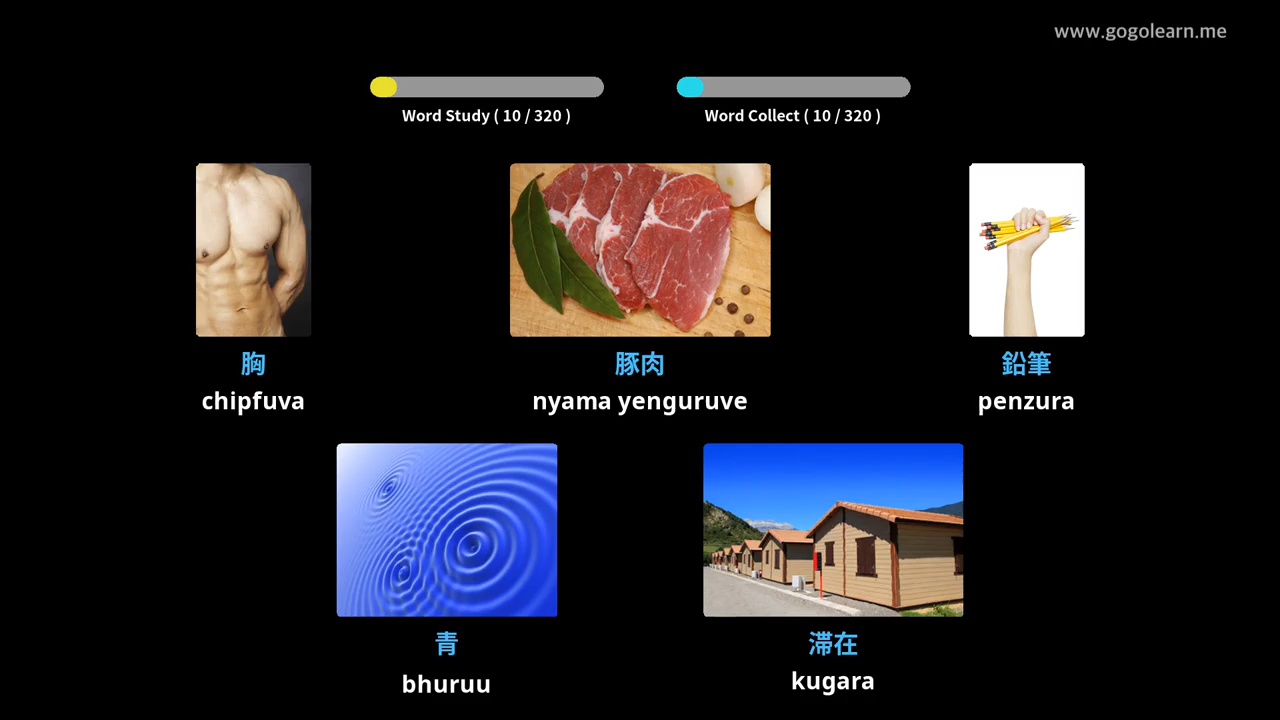 www.gogolearn.me
Word Study ( 10 / 320 )
Word Collect ( 10 / 320 )
胸
chipfuva
豚肉
nyama yenguruve
鉛筆
penzura
青
bhuruu
滞在
kugara